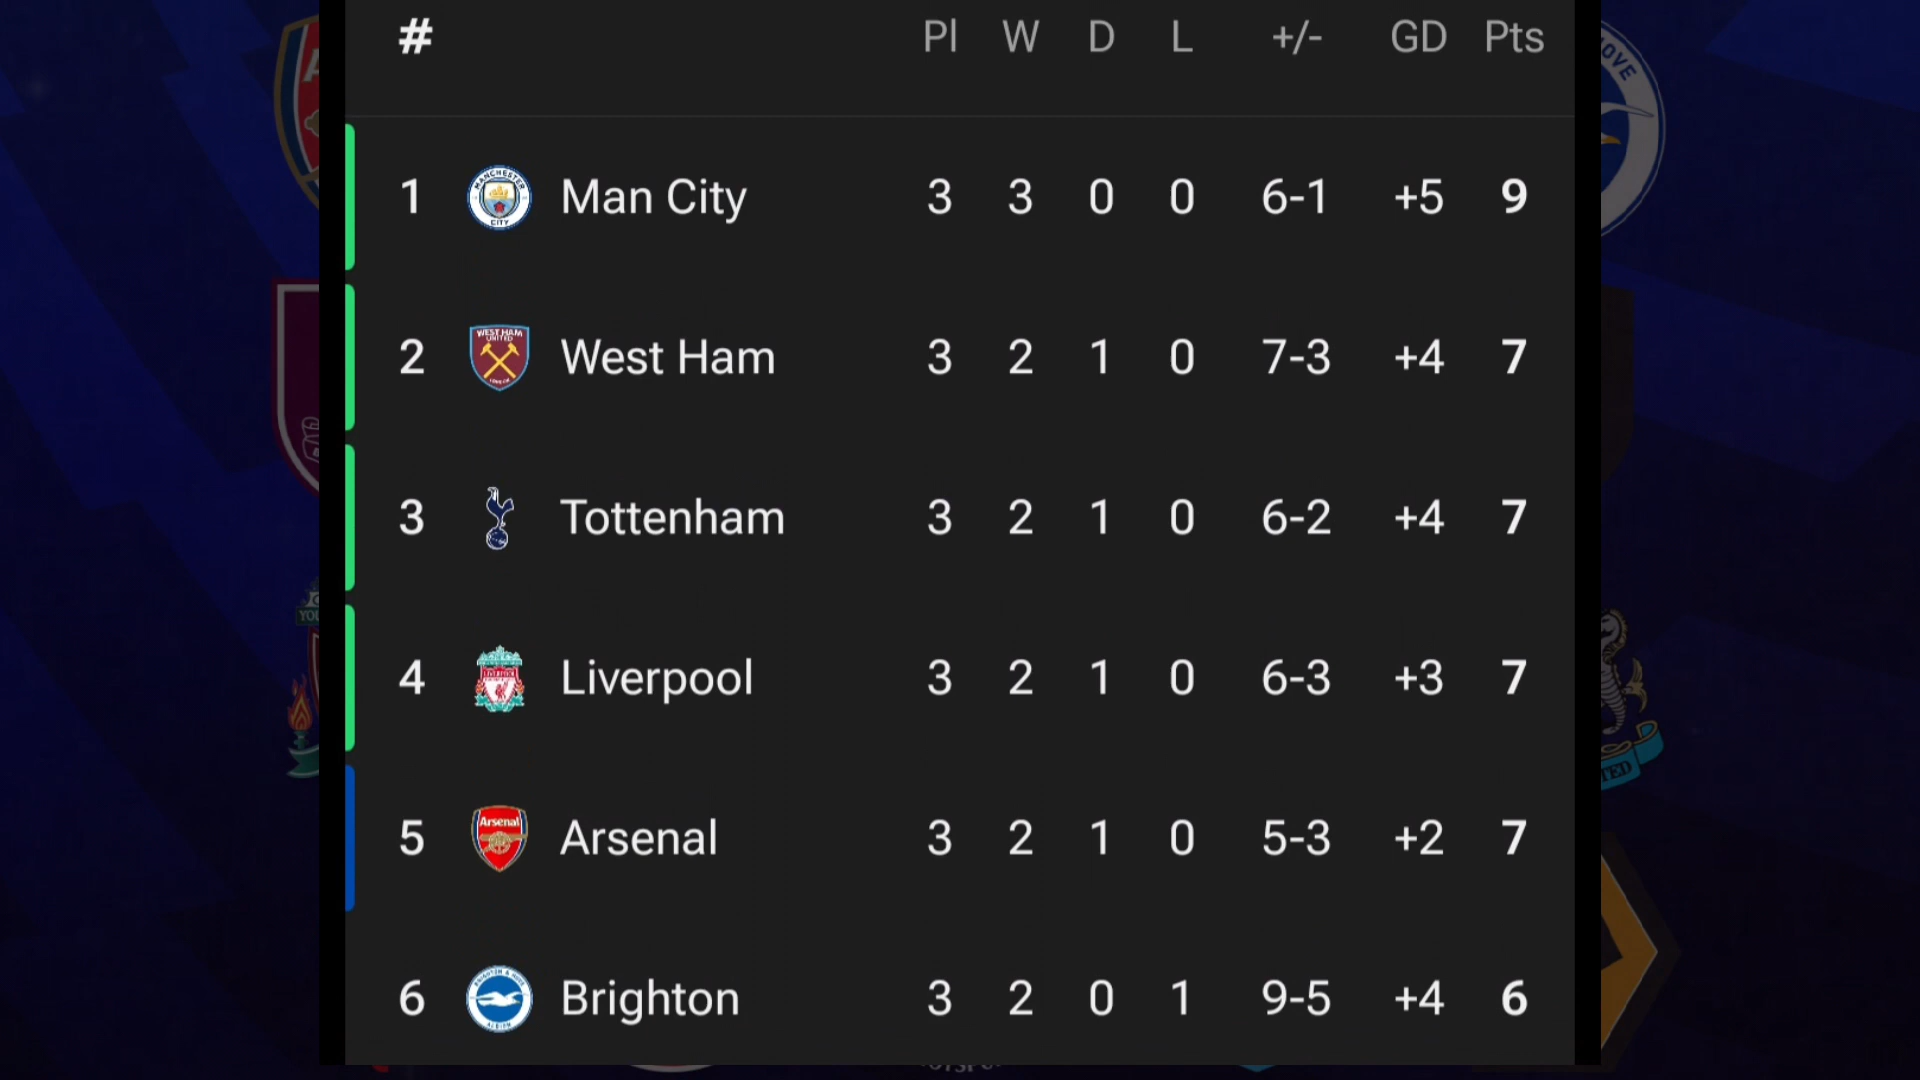 # Pl W D L +/- GD Pts
1 Man City 3 3 0 0 6-1 +5 9
2 West Ham 3 2 1 0 7-3 +4 7
3 Tottenham 3 2 1 0 6-2 +4 7
4 Liverpool 3 2 1 0 6-3 +3 7
5 Arsenal 3 2 1 0 5-3 +2 7
6 Brighton 3 2 0 1 9-5 +4 6